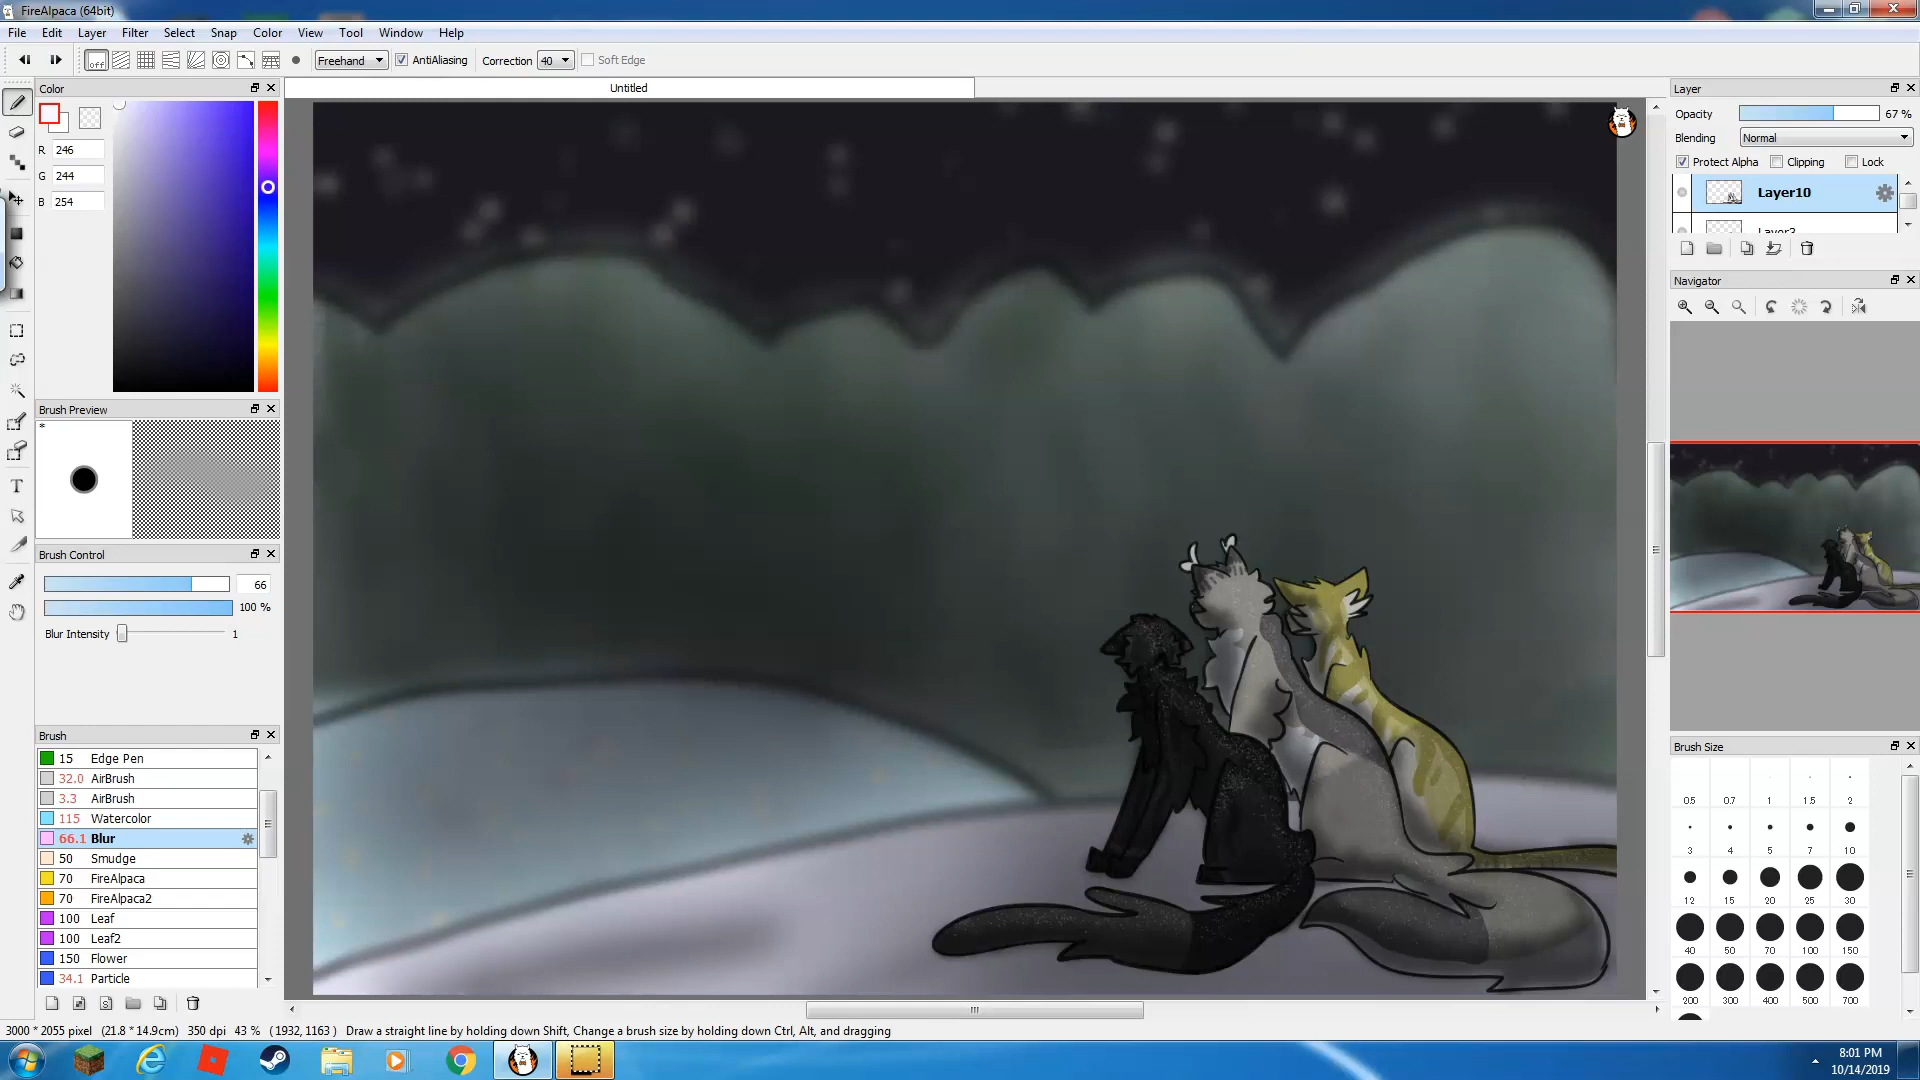 FireAlpaca (64bit)
File Edit Layer Filter Select Snap Color View Tool Window Help
off Freehand AntiAliasing Correction 40 Soft Edge
Color
R 246
G 244
B 254
Brush Preview
*
Brush Control
66
100 %
Blur Intensity 1
Brush
15 Edge Pen
32.0 AirBrush
3.3 AirBrush
115 Watercolor
66.1 Blur
50 Smudge
70 FireAlpaca
70 FireAlpaca2
100 Leaf
100 Leaf2
150 Flower
34.1 Particle
Untitled
Layer
Opacity 67 %
Blending Normal
Protect Alpha Clipping Lock
Layer10
Layer3
Navigator
Brush Size
0.5 0.7 1 1.5 2
3 4 5 7 10
12 15 20 25 30
40 50 70 100 150
200 300 400 500 700
3000 * 2055 pixel (21.8 * 14.9cm) 350 dpi 43 % ( 1932, 1163 ) Draw a straight line by holding down Shift, Change a brush size by holding down Ctrl, Alt, and dragging
8:01 PM
10/14/2019